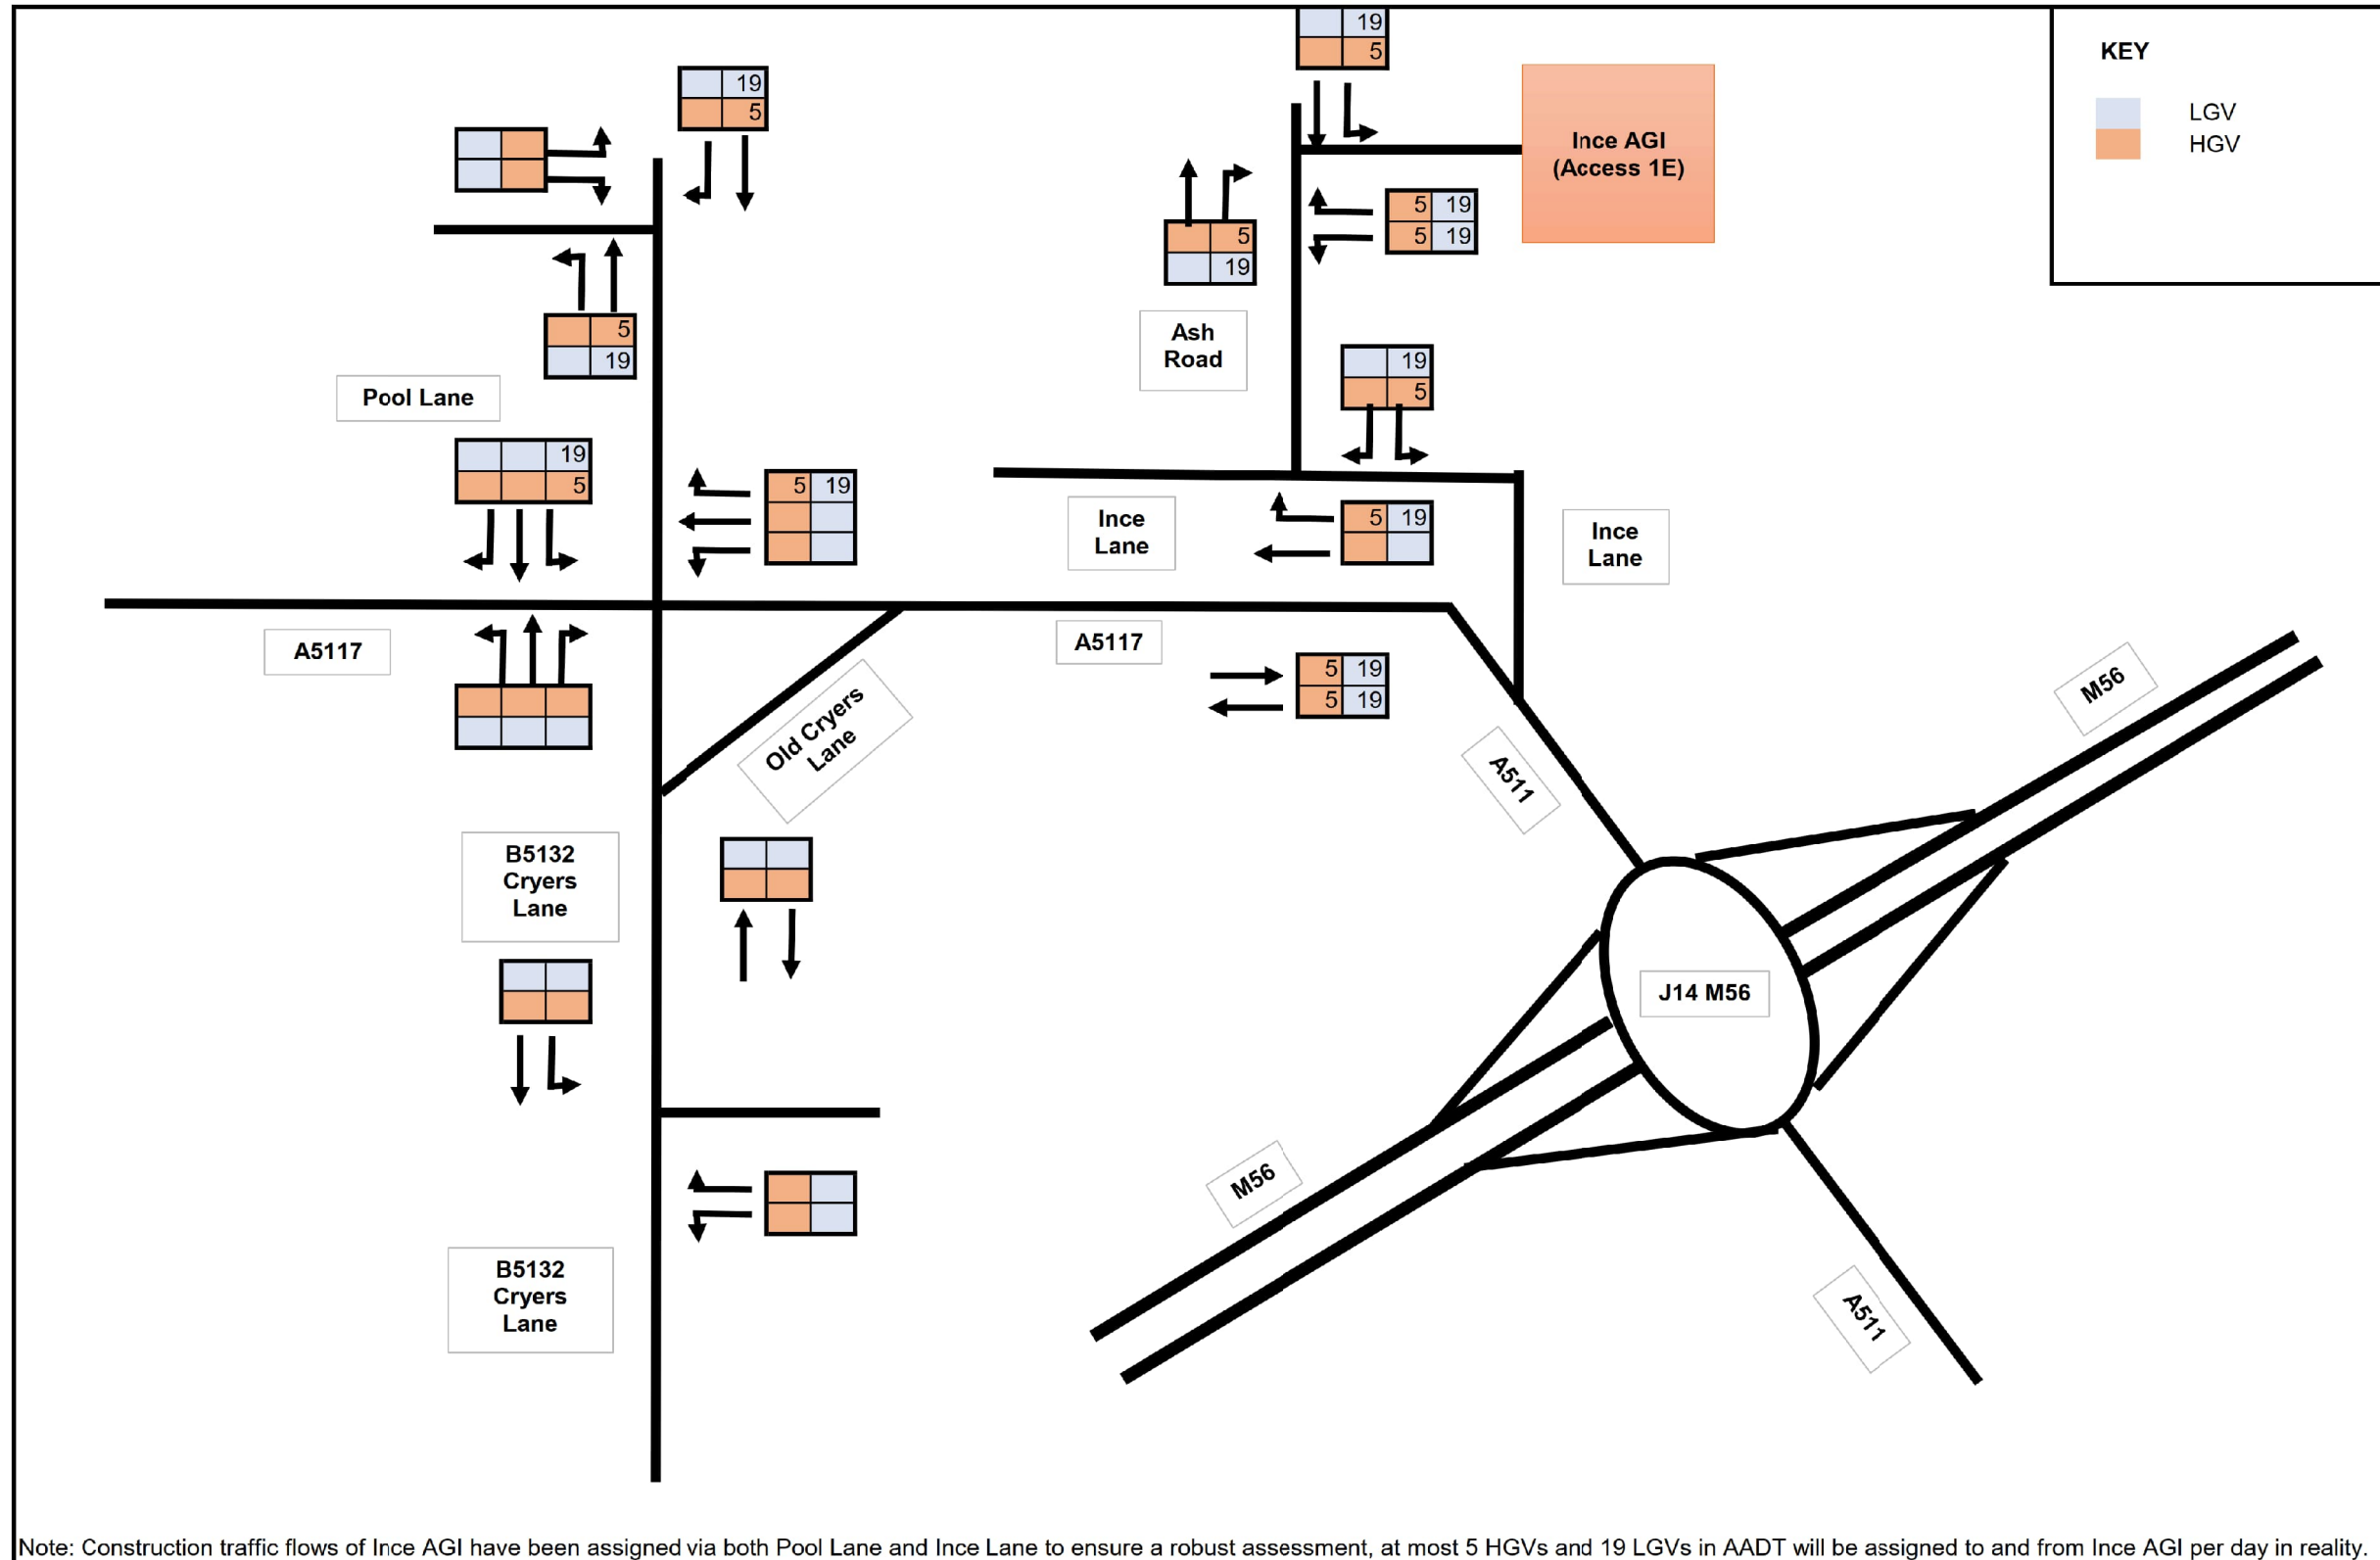 19
5
KEY
LGV
HGV
19
5
Ince AGI
(Access 1E)
5 19
5 19
5
19
5
19
Ash
Road
19
5
Pool Lane
19
5
5 19
Ince
Lane
5 19
Ince
Lane
A5117
A5117
5 19
5 19
Old Cryers
Lane
M56
A511
B5132
Cryers
Lane
J14 M56
M56
B5132
Cryers
Lane
A511
Note: Construction traffic flows of Ince AGI have been assigned via both Pool Lane and Ince Lane to ensure a robust assessment, at most 5 HGVs and 19 LGVs in AADT will be assigned to and from Ince AGI per day in reality.